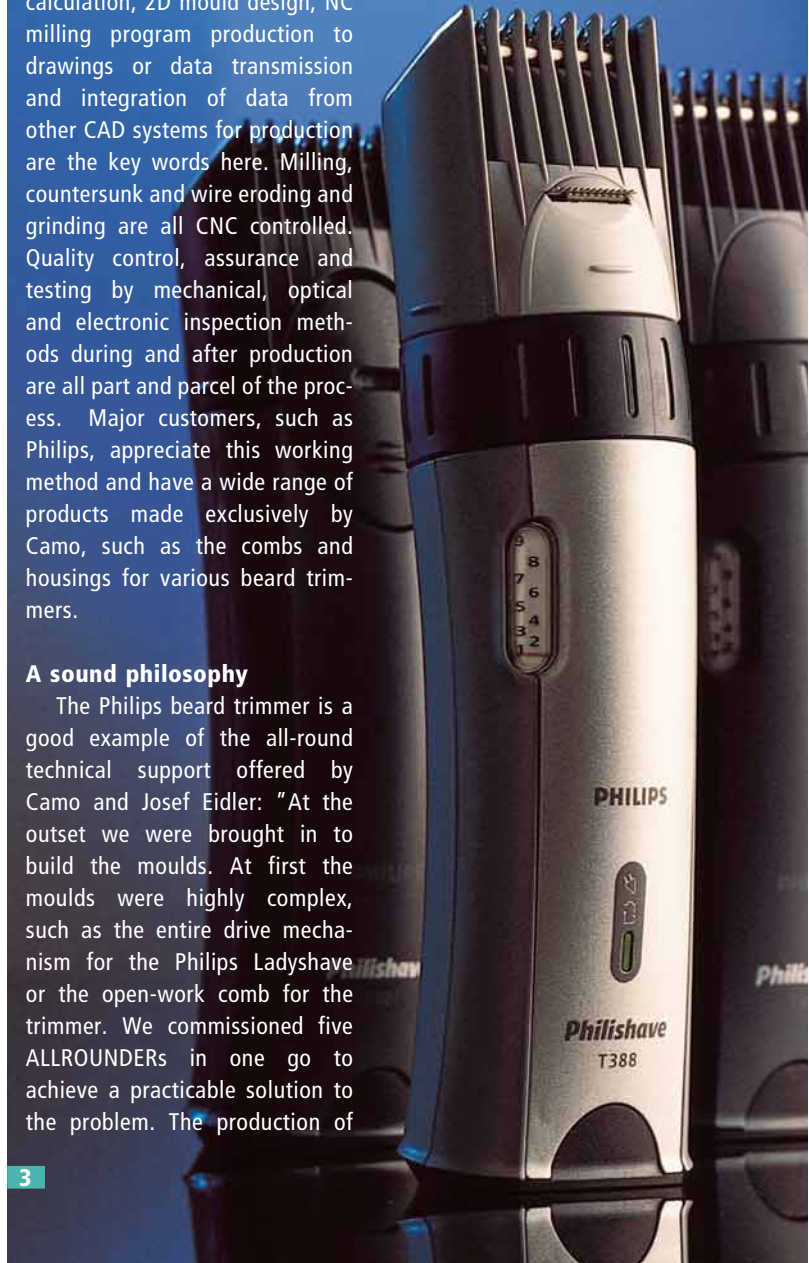 calculation, 2D mould design, NC
milling program production to
drawings or data transmission
and integration of data from
other CAD systems for production
are the key words here. Milling,
countersunk and wire eroding and
grinding are all CNC controlled.
Quality control, assurance and
testing by mechanical, optical
and electronic inspection meth-
ods during and after production
are all part and parcel of the proc-
ess. Major customers, such as
Philips, appreciate this working
method and have a wide range of
products made exclusively by
Camo, such as the combs and
housings for various beard trim-
mers.
A sound philosophy
The Philips beard trimmer is a
good example of the all-round
technical support offered by
Camo and Josef Eidler: "At the
outset we were brought in to
build the moulds. At first the
moulds were highly complex,
such as the entire drive mecha-
nism for the Philips Ladyshave
or the open-work comb for the
trimmer. We commissioned five
ALLROUNDERs in one go to
achieve a practicable solution to
the problem. The production of
3
9
8
7
6
5
4
3
2
1
PHILIPS
Philishave
T388